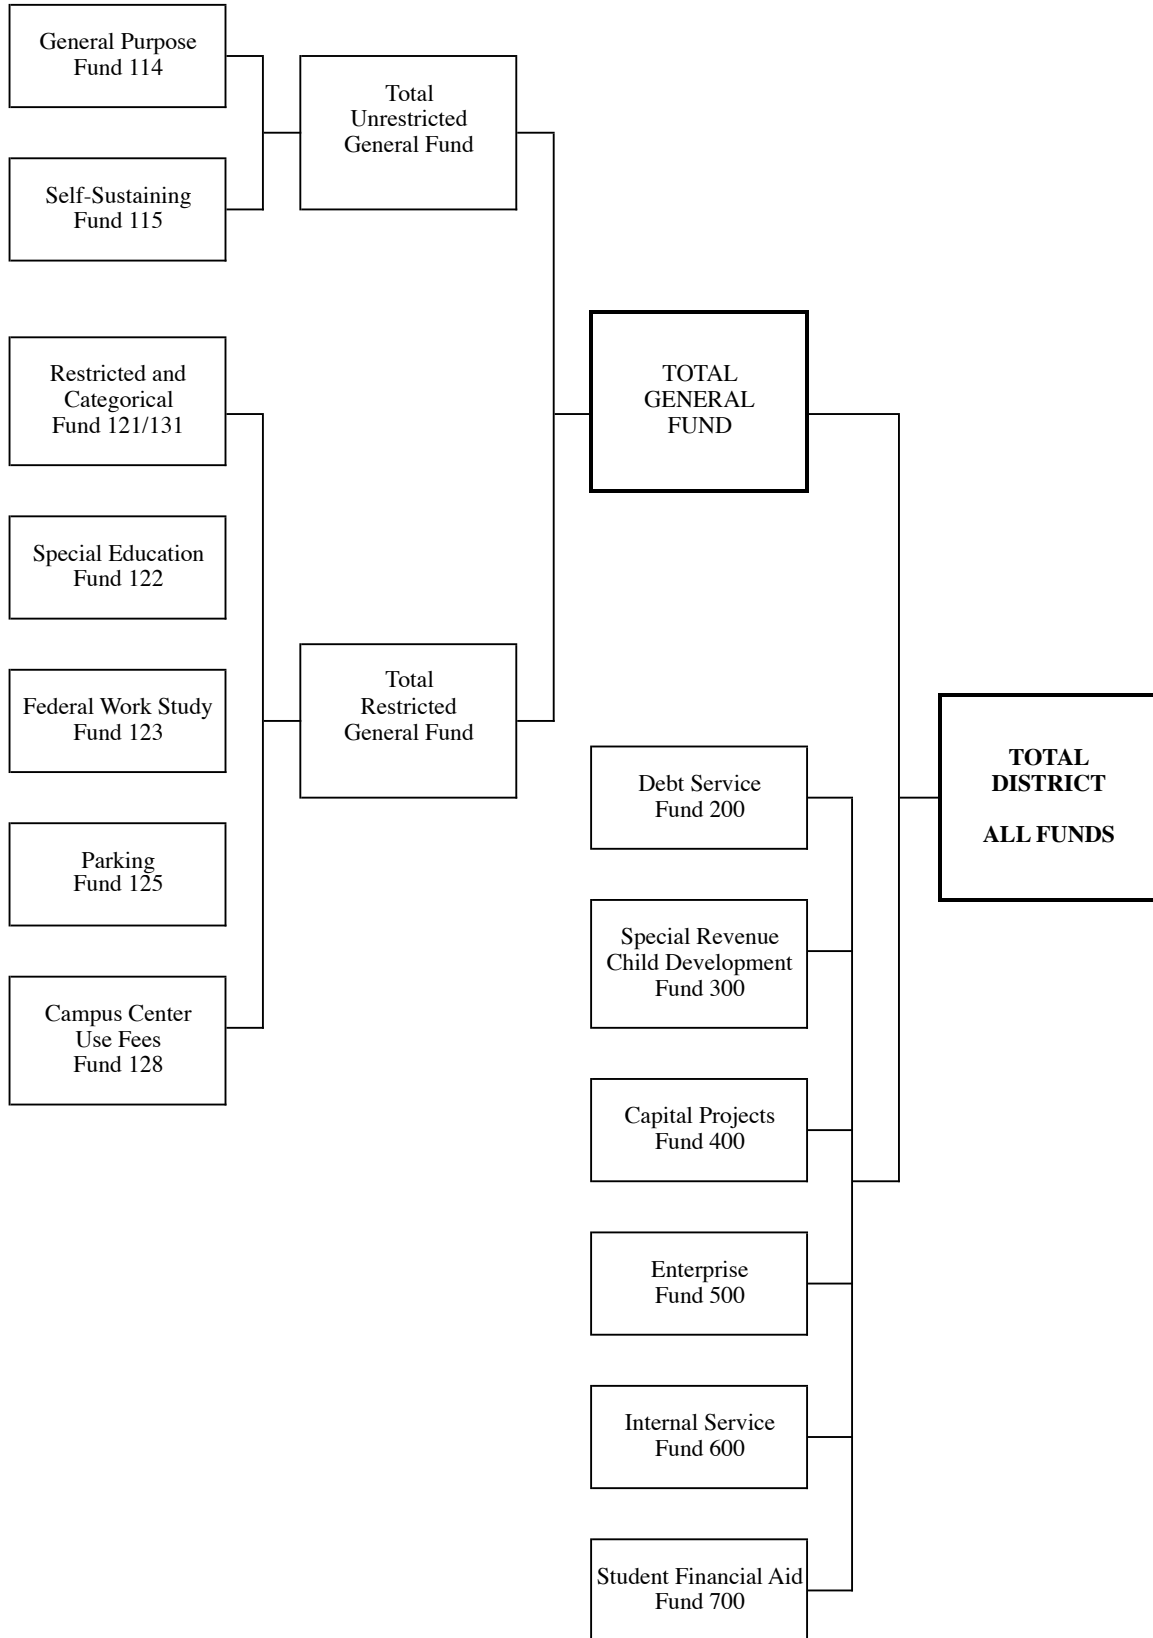 General Purpose
Fund 114
Self-Sustaining
Fund 115
Total
Unrestricted
General Fund
Restricted and
Categorical
Fund 121/131
Special Education
Fund 122
Federal Work Study
Fund 123
Parking
Fund 125
Campus Center
Use Fees
Fund 128
Total
Restricted
General Fund
TOTAL
GENERAL
FUND
Debt Service
Fund 200
Special Revenue
Child Development
Fund 300
Capital Projects
Fund 400
Enterprise
Fund 500
Internal Service
Fund 600
Student Financial Aid
Fund 700
TOTAL
DISTRICT
ALL FUNDS